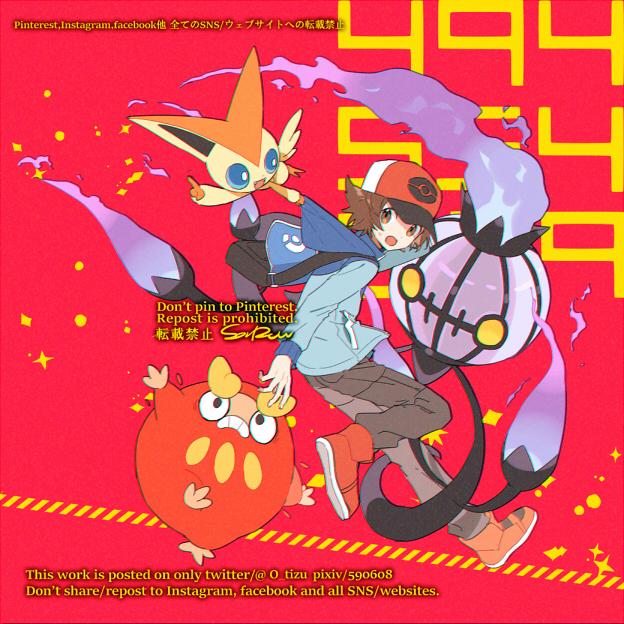 Pinterest,Instagram,facebook他 全てのSNS/ウェブサイトへの転載禁止
494
554
Don't pin to Pinterest.
Repost is prohibited.
転載禁止
This work is posted on only twitter/@ O_tizu pixiv/590608
Don't share/repost to Instagram, facebook and all SNS/websites.